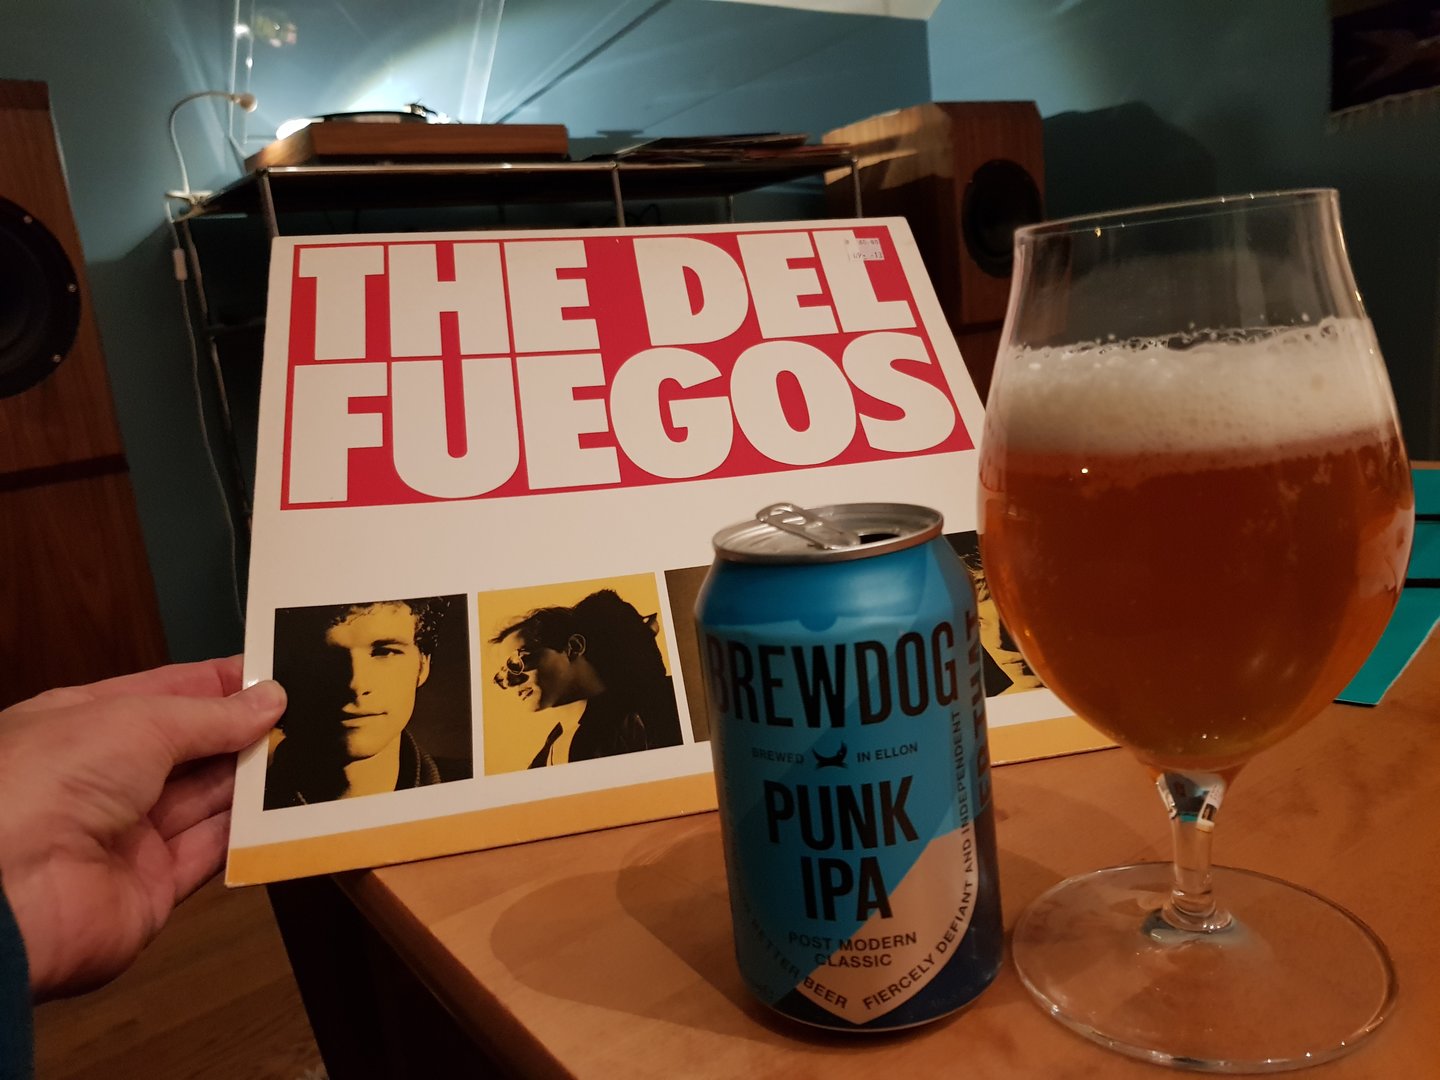 THE DEL
FUEGOS
BREWDOG
BREWED IN ELLON
PUNK
IPA
POST MODERN
CLASSIC
BEER
FIERCELY DEFIANT AND INDEPENDENT